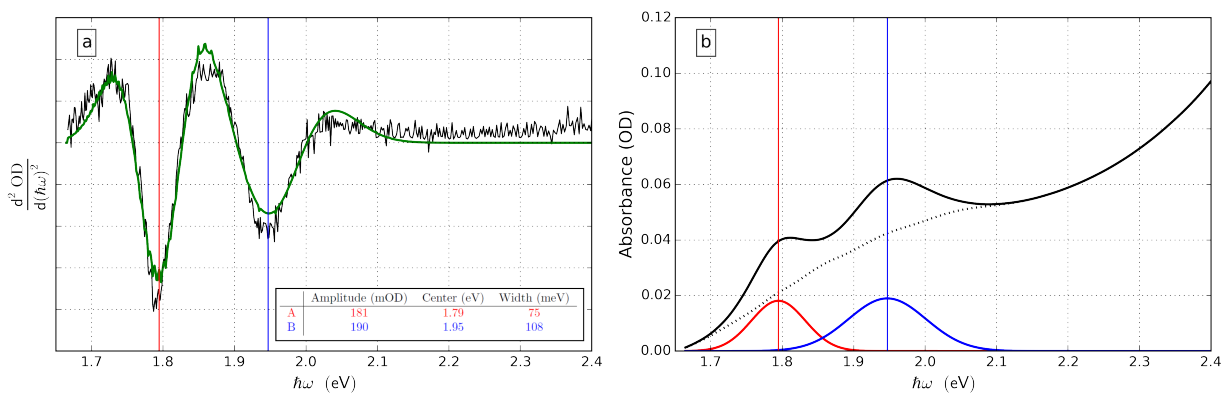 a
d² OD
d(ħω)²
Amplitude (mOD) Center (eV) Width (meV)
A 181 1.79 75
B 190 1.95 108
1.7 1.8 1.9 2.0 2.1 2.2 2.3 2.4
ħω (eV)
b
Absorbance (OD)
0.12
0.10
0.08
0.06
0.04
0.02
0.00
1.7 1.8 1.9 2.0 2.1 2.2 2.3 2.4
ħω (eV)